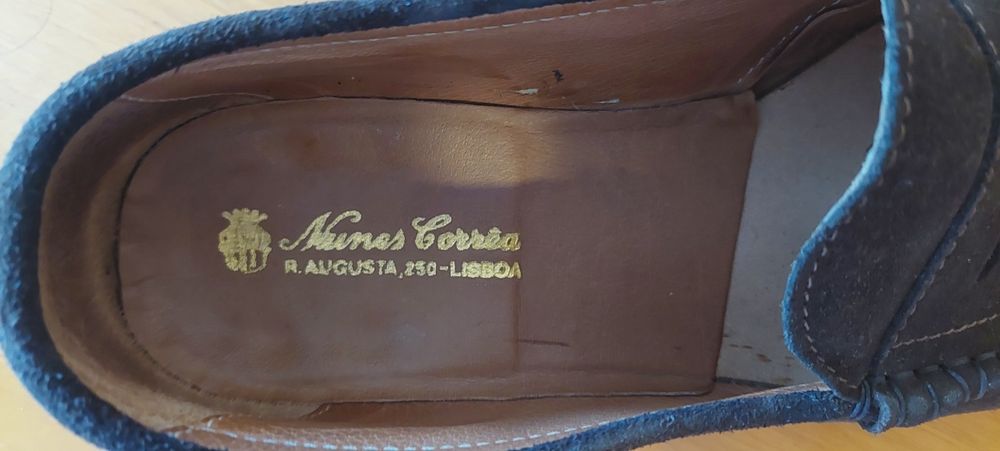 Nunes Corrêa
R. AUGUSTA, 250-LISBOA